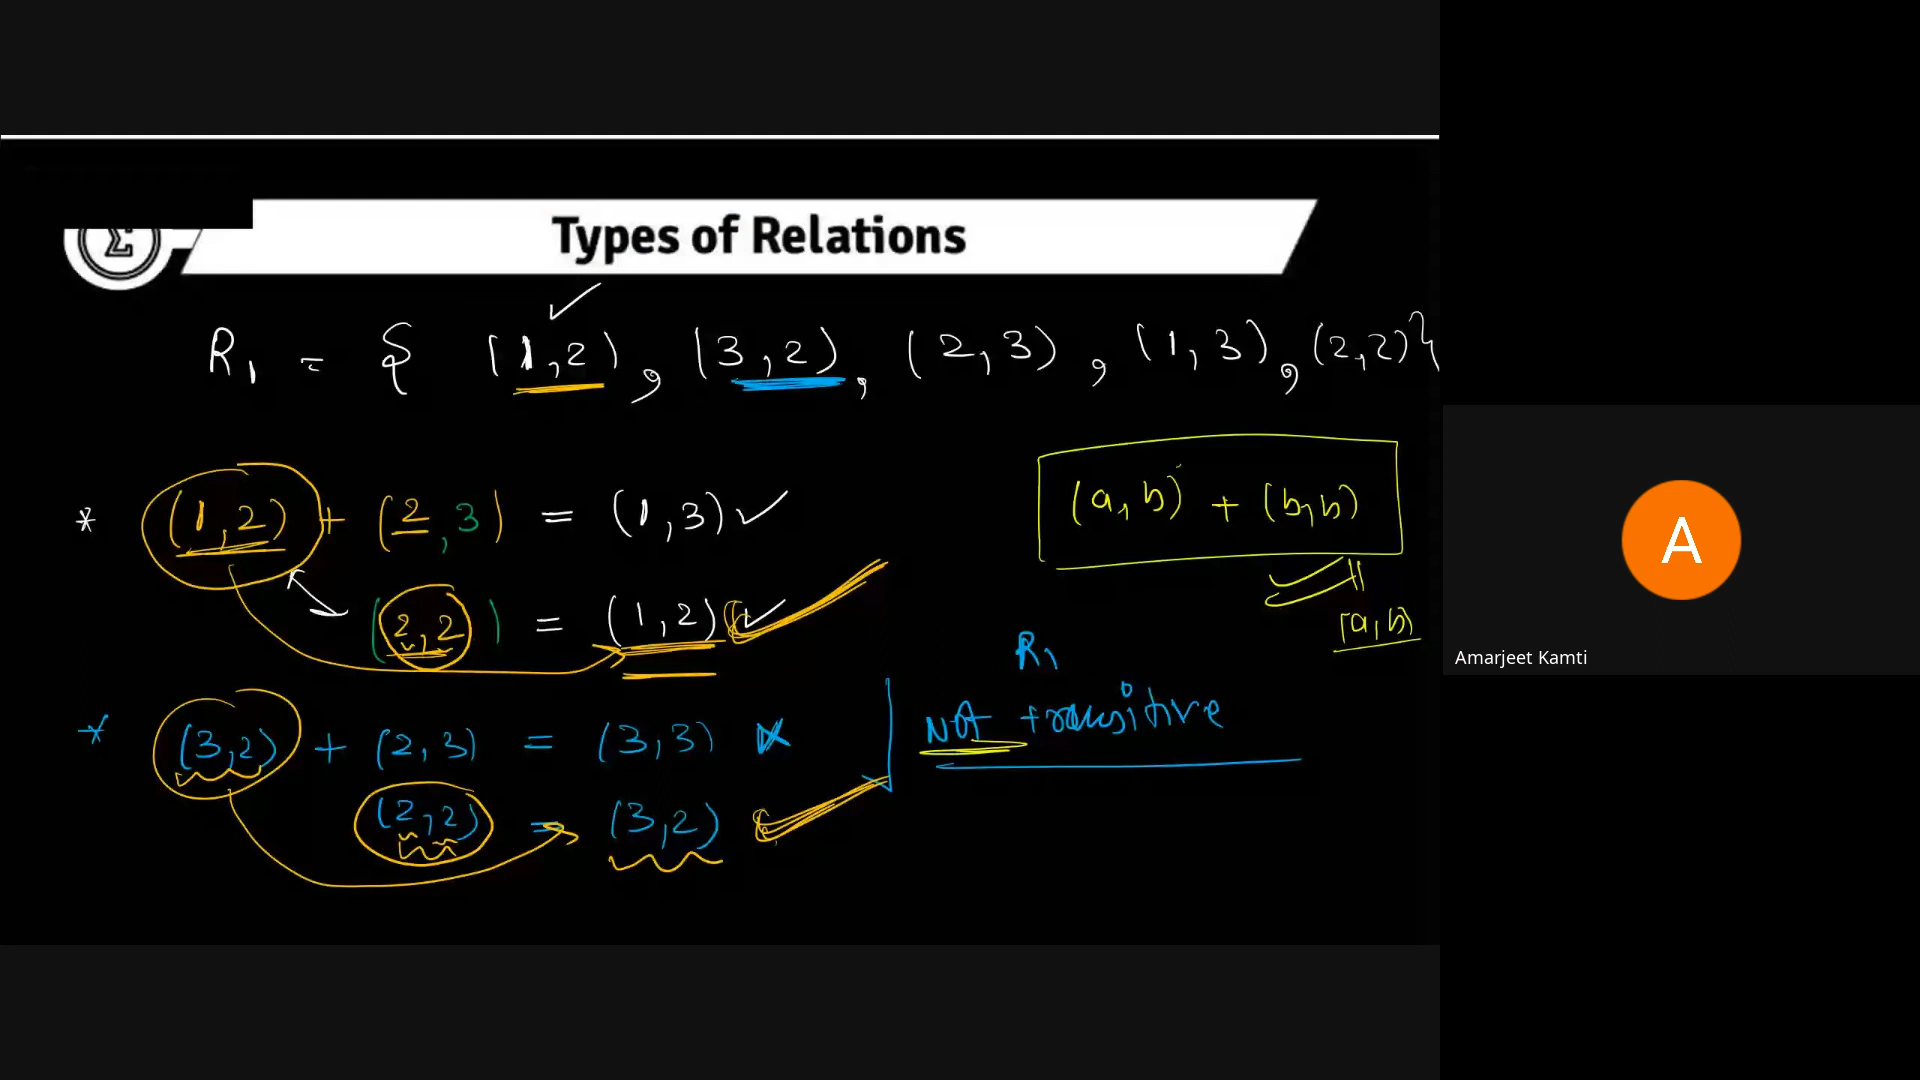 Σ
Types of Relations
R₁ = { (1,2), (3,2), (2,3), (1,3), (2,2)}
* (1,2) + (2,3) = (1,3) ✓
(2,2) = (1,2) ✓
(a,b) + (b,b)
||
(a,b)
* (3,2) + (2,3) = (3,3) ×
(2,2) = (3,2)
R₁
Not transitive
A
Amarjeet Kamti